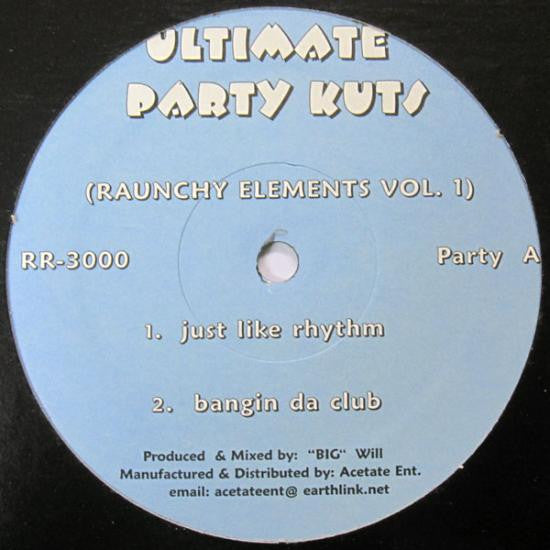 ULTIMATE
PARTY KUTS
(RAUNCHY ELEMENTS VOL. 1)
RR-3000 Party A
1. just like rhythm
2. bangin da club
Produced & Mixed by: "BIG" Will
Manufactured & Distributed by: Acetate Ent.
email: acetateent@ earthlink.net